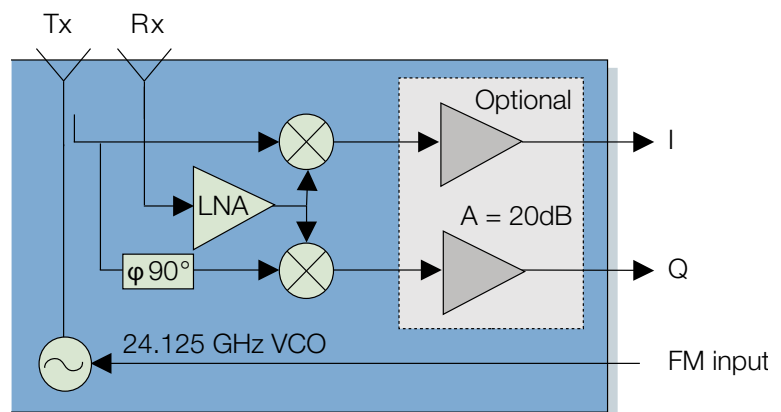 Tx
Rx
Optional
I
LNA
A = 20dB
φ 90°
Q
24.125 GHz VCO
FM input